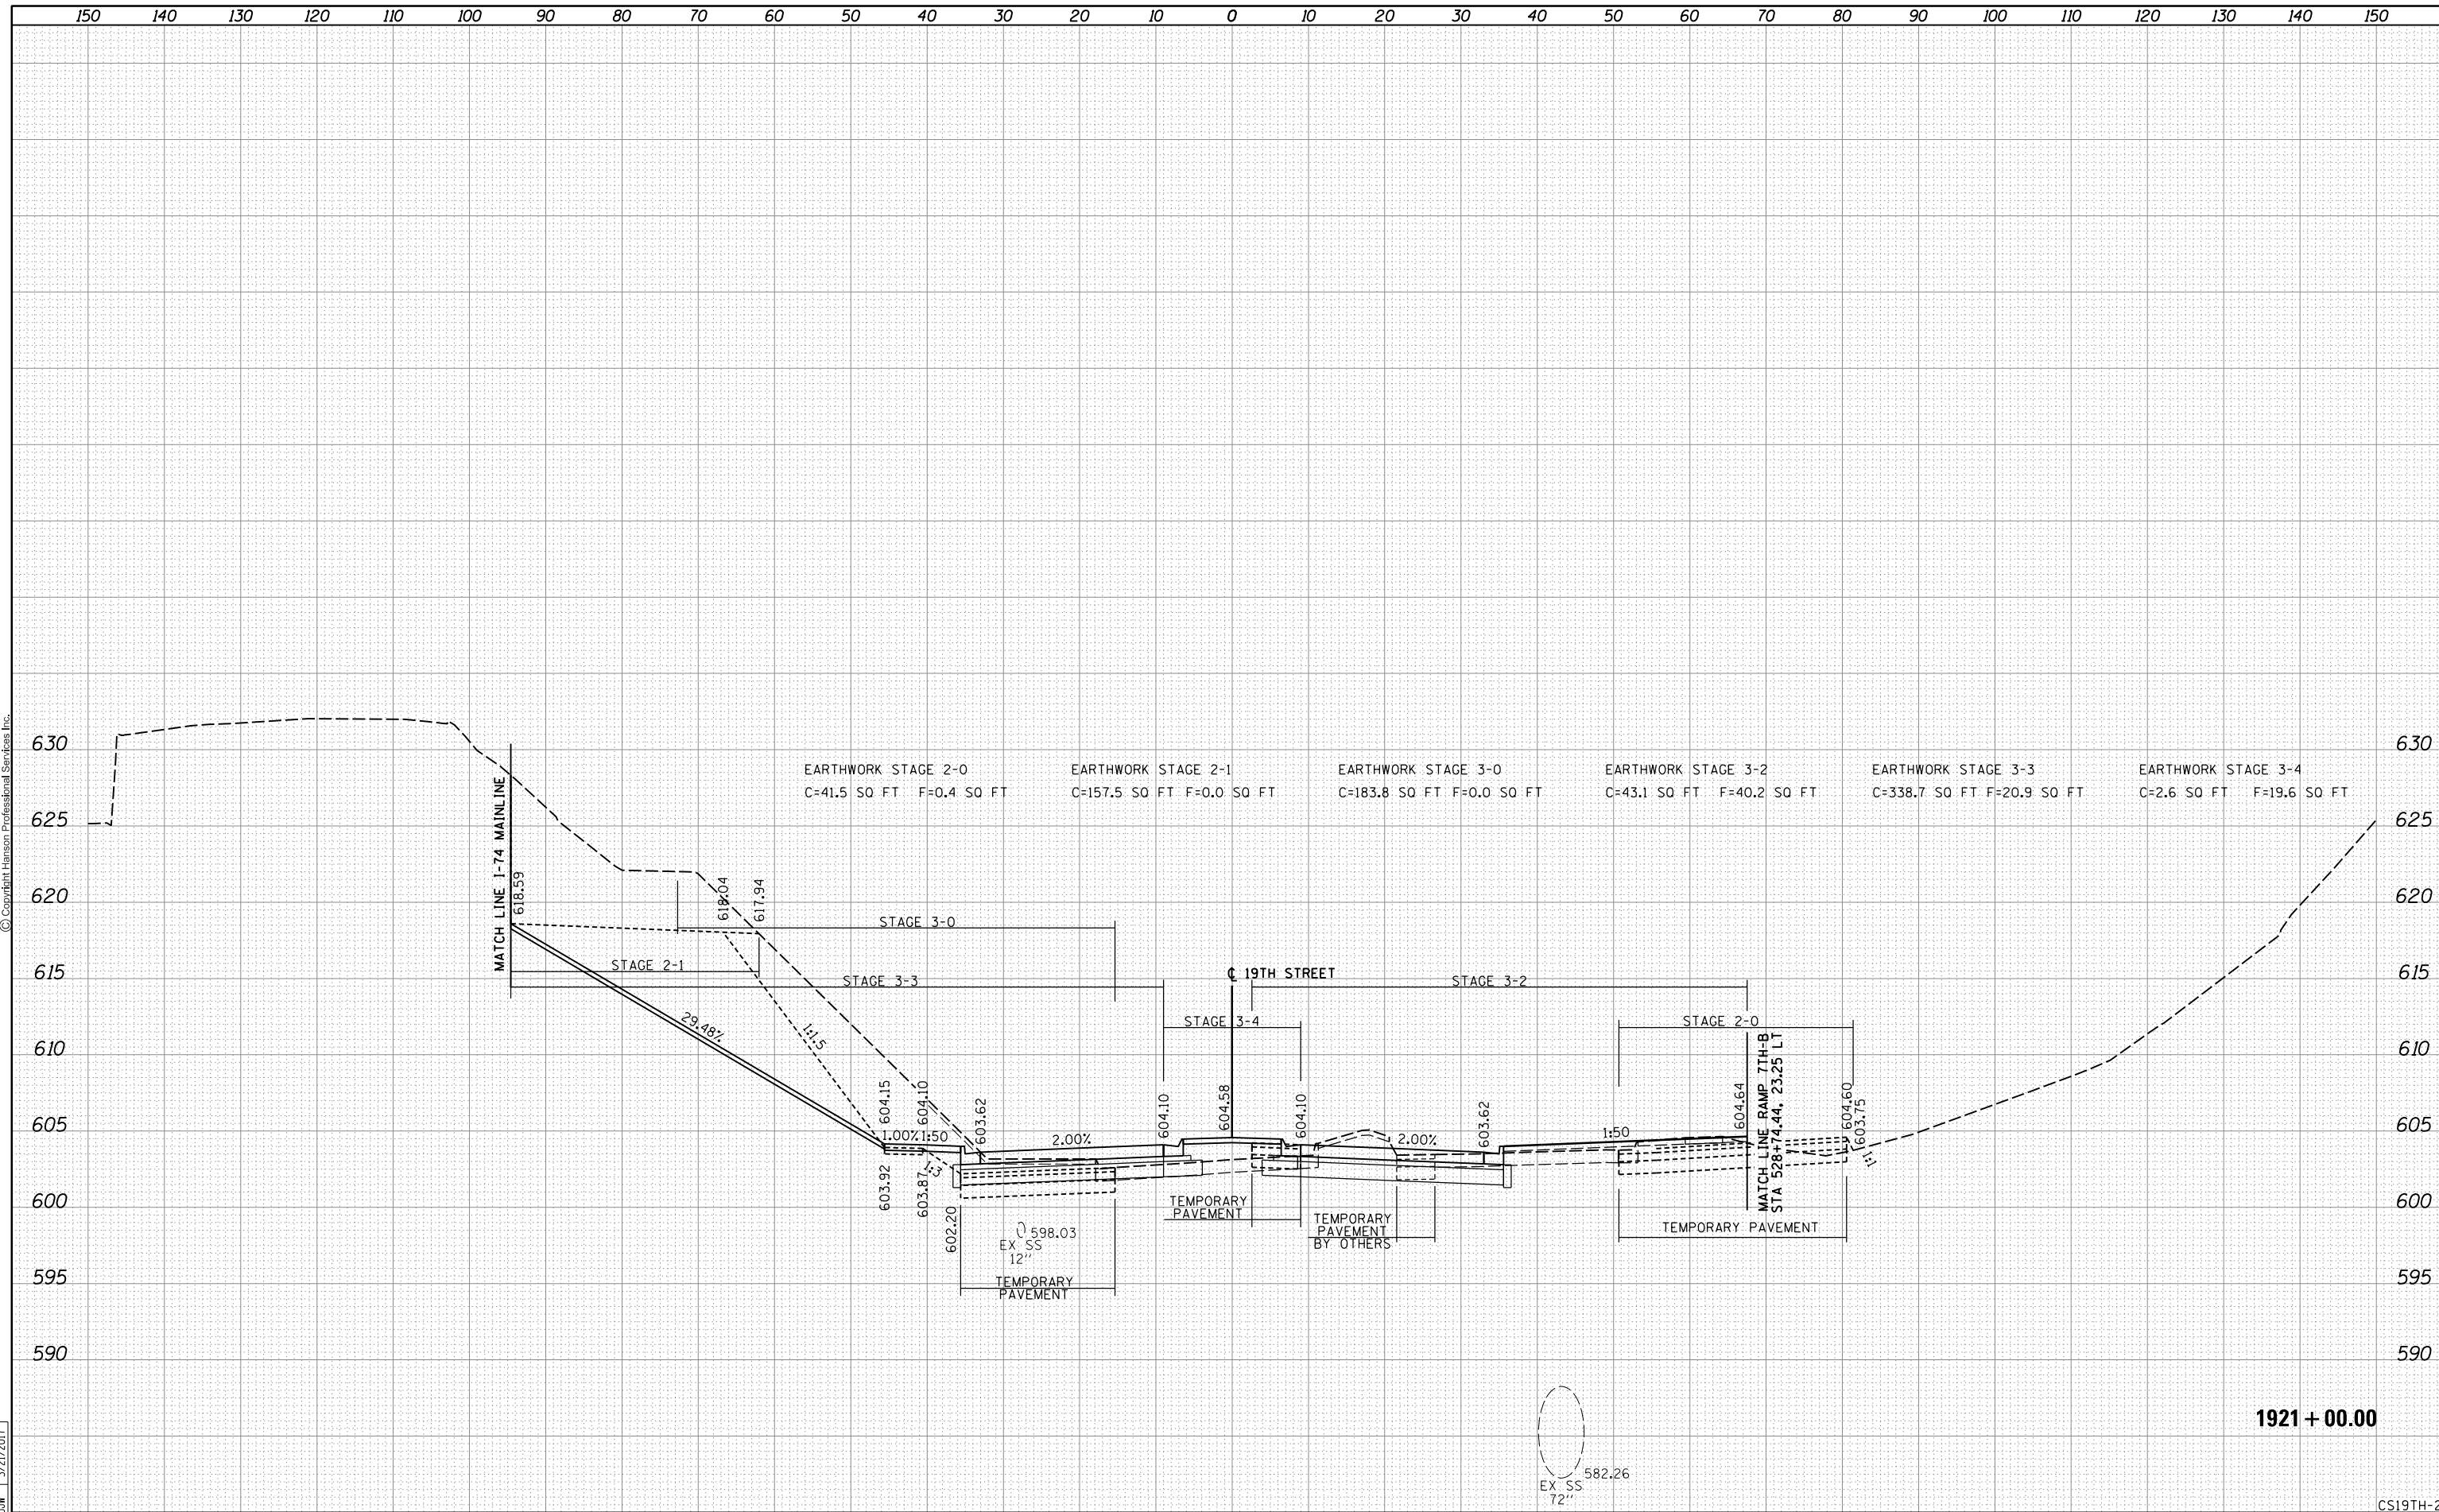 150 140 130 120 110 100 90 80 70 60 50 40 30 20 10 0 10 20 30 40 50 60 70 80 90 100 110 120 130 140 150
© Copyright Hanson Professional Services Inc.
630 630
EARTHWORK STAGE 2-0
C=41.5 SQ FT F=0.4 SQ FT
EARTHWORK STAGE 2-1
C=157.5 SQ FT F=0.0 SQ FT
EARTHWORK STAGE 3-0
C=183.8 SQ FT F=0.0 SQ FT
EARTHWORK STAGE 3-2
C=43.1 SQ FT F=40.2 SQ FT
EARTHWORK STAGE 3-3
C=338.7 SQ FT F=20.9 SQ FT
EARTHWORK STAGE 3-4
C=2.6 SQ FT F=19.6 SQ FT
625 625
MATCH LINE I-74 MAINLINE
618.59
618.04
617.94
620 620
STAGE 3-0
STAGE 2-1
615 615
STAGE 3-3
℄ 19TH STREET
STAGE 3-2
STAGE 3-4
STAGE 2-0
29.48%
1:1.5
610 610
604.15
604.10
603.62
604.10
604.58
604.10
603.62
604.64
MATCH LINE RAMP 7TH-B
STA 528+74.44, 23.25 LT
604.60
603.75
605 605
1.00%
1:50
2.00%
2.00%
1:50
1:3
1:1
603.92
603.87
602.20
600 600
TEMPORARY
PAVEMENT
TEMPORARY
PAVEMENT
BY OTHERS
TEMPORARY PAVEMENT
598.03
EX SS
12''
595 595
TEMPORARY
PAVEMENT
590 590
582.26
EX SS
72''
1921+00.00
CS19TH-2